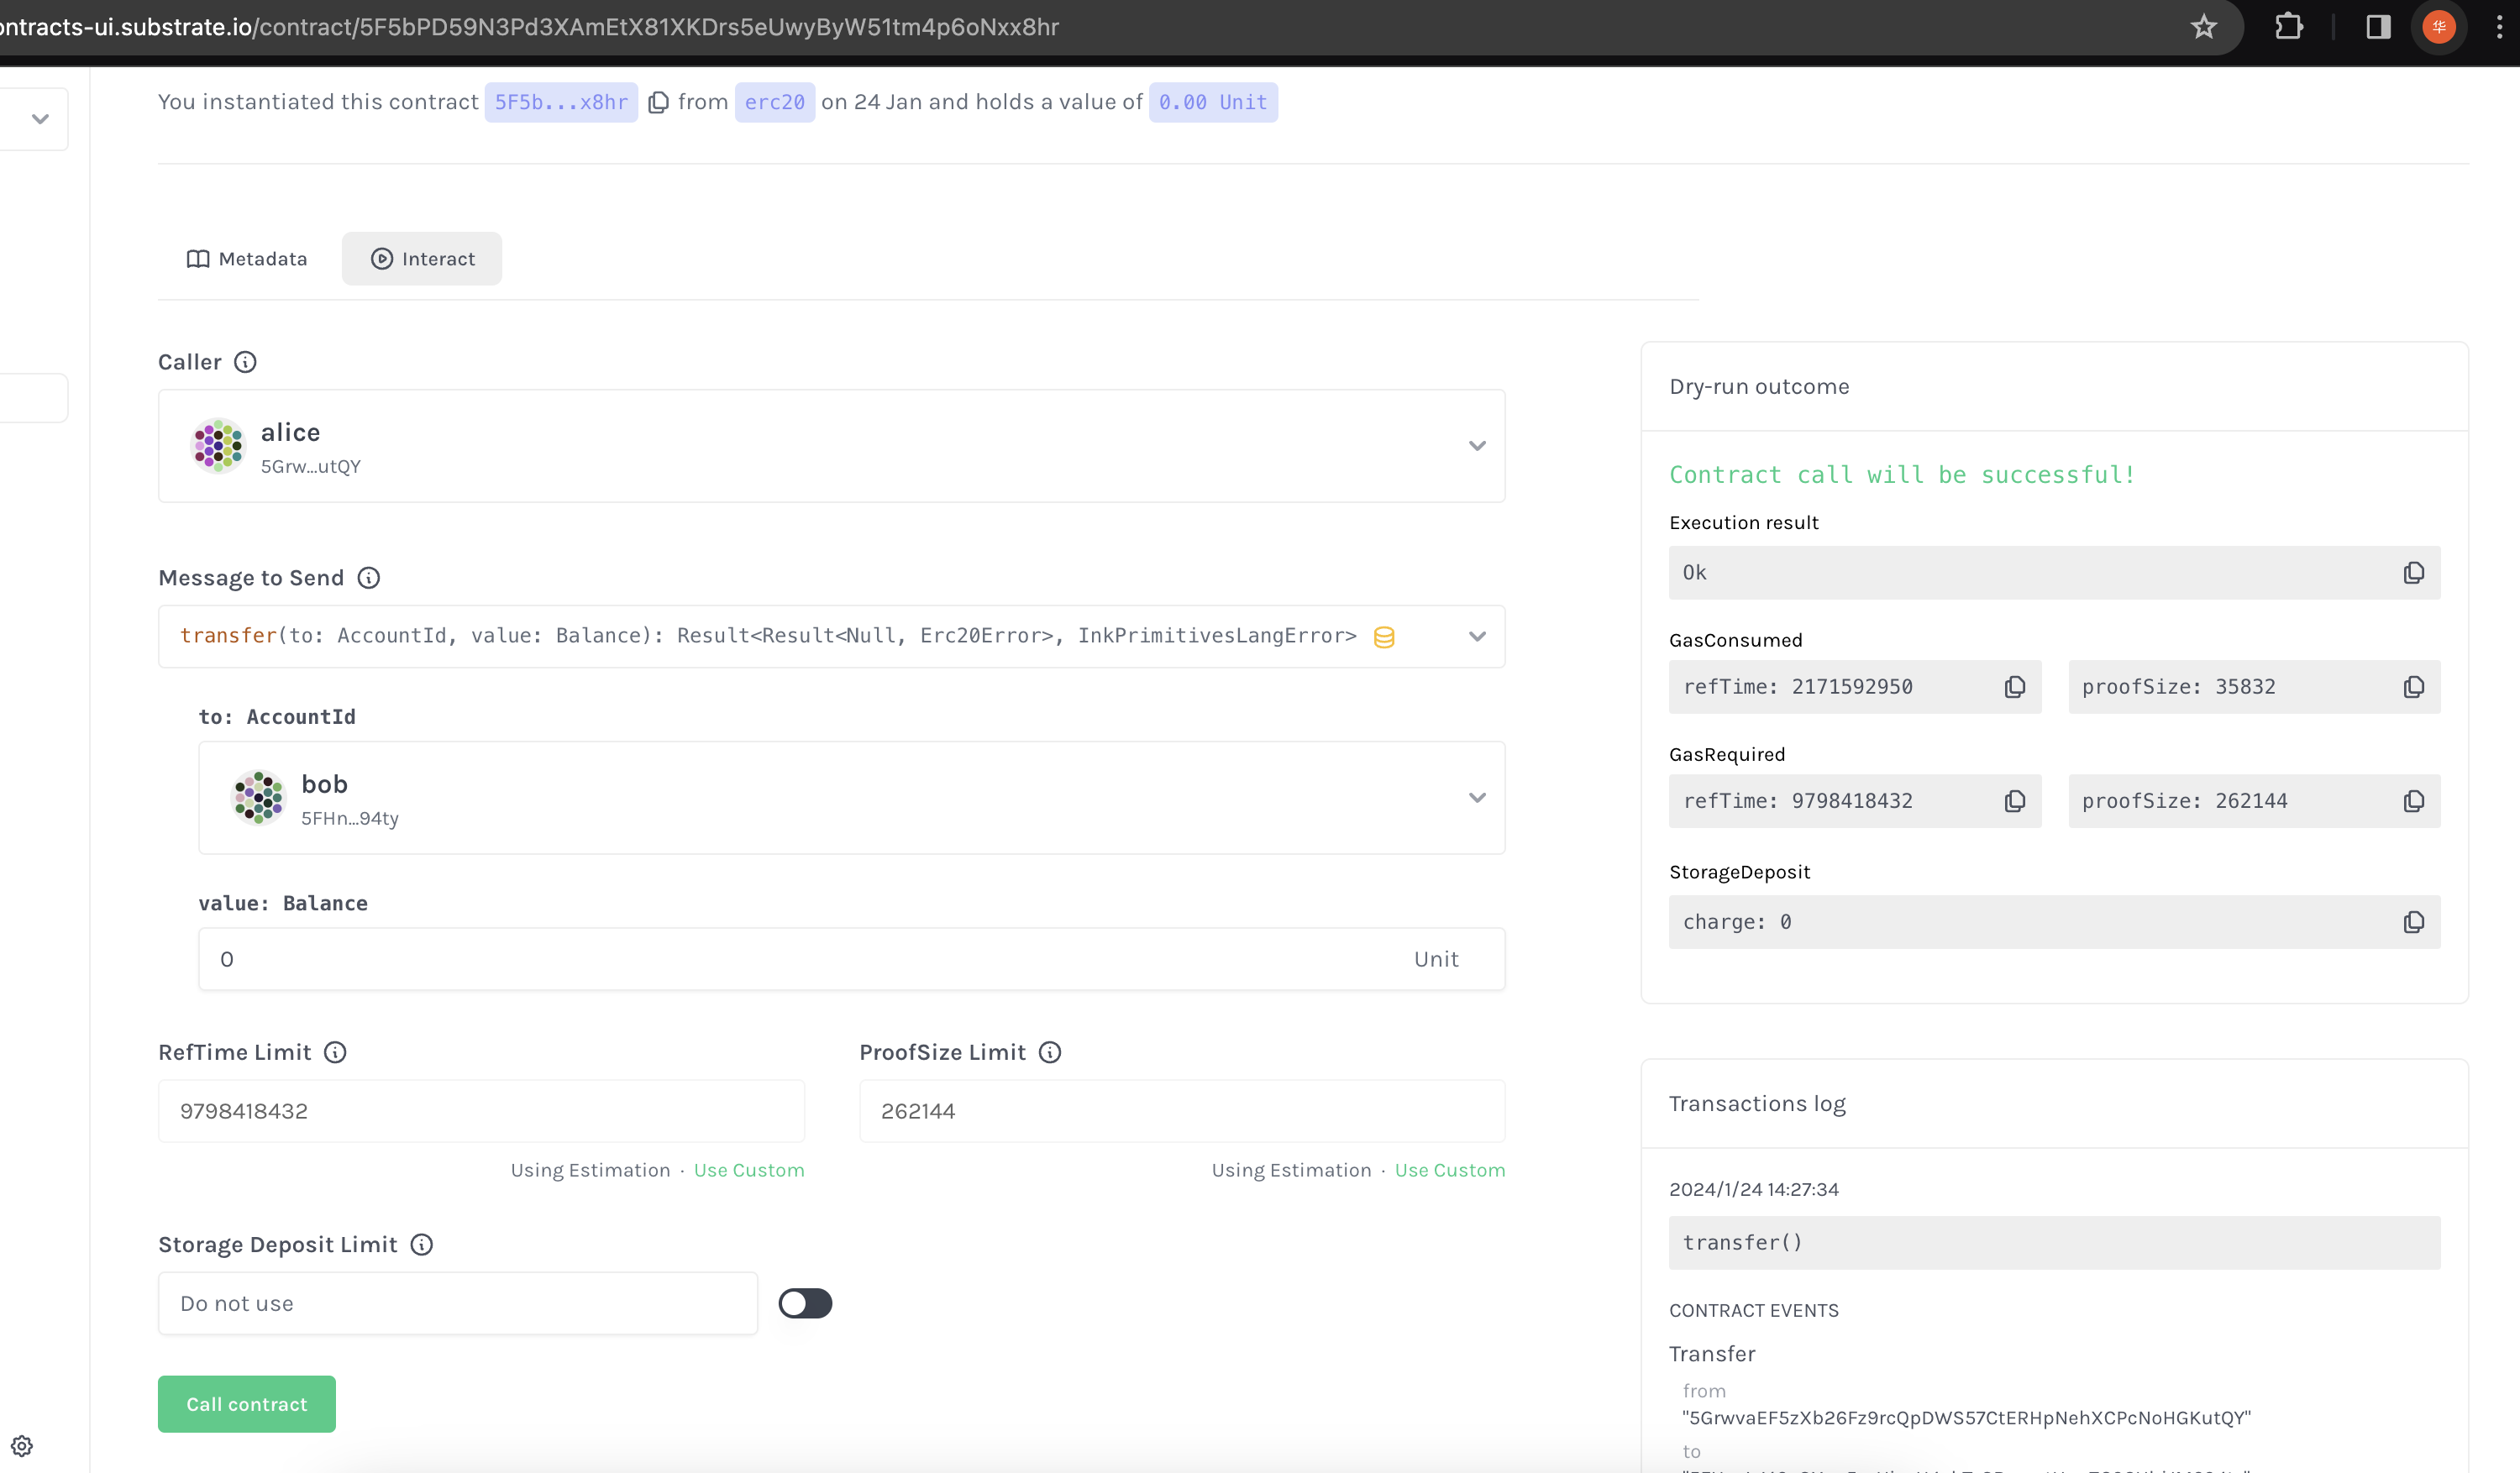 ontracts-ui.substrate.io/contract/5F5bPD59N3Pd3XAmEtX81XKDrs5eUwyByW51tm4p6oNxx8hr
华
You instantiated this contract 5F5b...x8hr from erc20 on 24 Jan and holds a value of 0.00 Unit
Metadata
Interact
Caller
alice
5Grw...utQY
Message to Send
transfer(to: AccountId, value: Balance): Result<Result<Null, Erc20Error>, InkPrimitivesLangError>
to: AccountId
bob
5FHn...94ty
value: Balance
0 Unit
RefTime Limit
9798418432
Using Estimation · Use Custom
ProofSize Limit
262144
Using Estimation · Use Custom
Storage Deposit Limit
Do not use
Call contract
Dry-run outcome
Contract call will be successful!
Execution result
Ok
GasConsumed
refTime: 2171592950
proofSize: 35832
GasRequired
refTime: 9798418432
proofSize: 262144
StorageDeposit
charge: 0
Transactions log
2024/1/24 14:27:34
transfer()
CONTRACT EVENTS
Transfer
from
"5GrwvaEF5zXb26Fz9rcQpDWS57CtERHpNehXCPcNoHGKutQY"
to